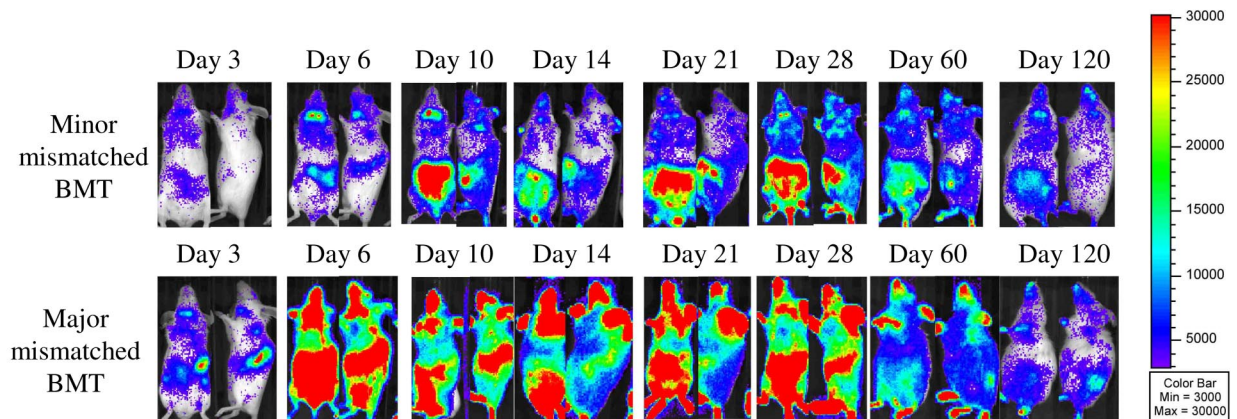 Day 3 Day 6 Day 10 Day 14 Day 21 Day 28 Day 60 Day 120
Minor
mismatched
BMT
Day 3 Day 6 Day 10 Day 14 Day 21 Day 28 Day 60 Day 120
Major
mismatched
BMT
30000
25000
20000
15000
10000
5000
Color Bar
Min = 3000
Max = 30000